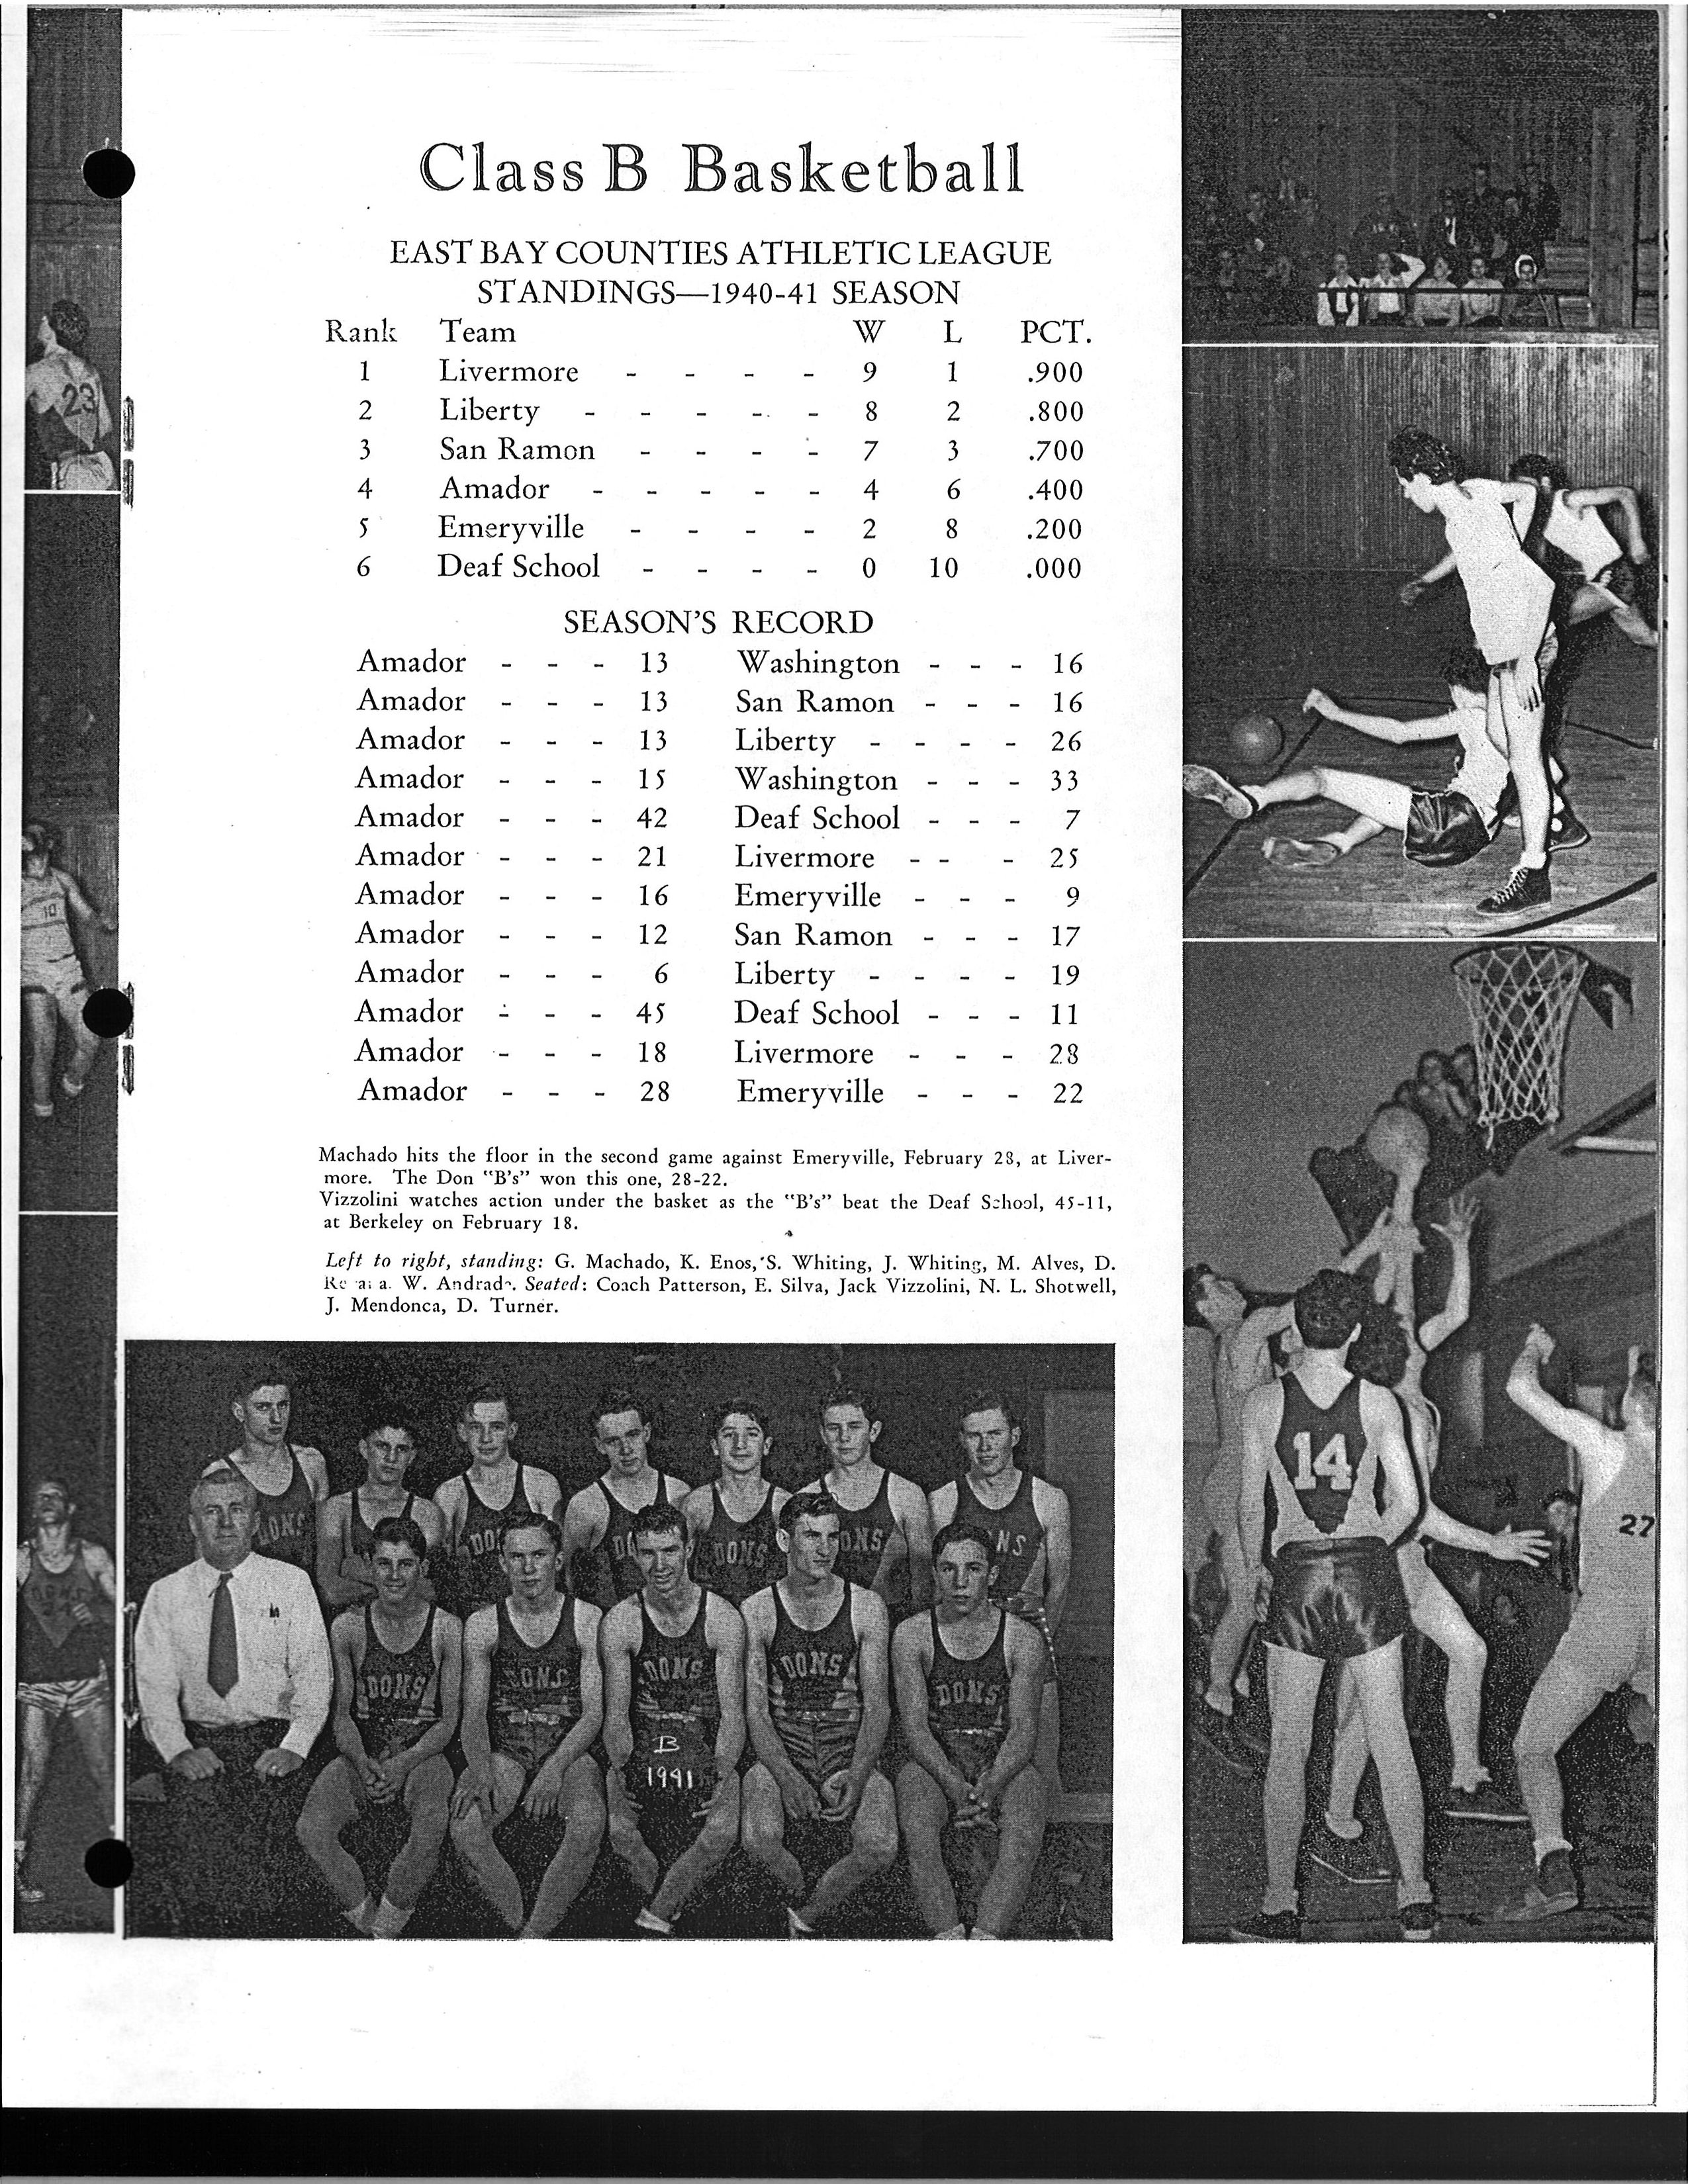 Class B Basketball
EAST BAY COUNTIES ATHLETIC LEAGUE
STANDINGS—1940-41 SEASON
Rank Team W L PCT.
1 Livermore - - - - 9 1 .900
2 Liberty - - - - - 8 2 .800
3 San Ramon - - - - 7 3 .700
4 Amador - - - - - 4 6 .400
5 Emeryville - - - - 2 8 .200
6 Deaf School - - - - 0 10 .000
SEASON'S RECORD
Amador - - - 13 Washington - - - 16
Amador - - - 13 San Ramon - - - 16
Amador - - - 13 Liberty - - - - 26
Amador - - - 15 Washington - - - 33
Amador - - - 42 Deaf School - - - 7
Amador - - - 21 Livermore - - - 25
Amador - - - 16 Emeryville - - - 9
Amador - - - 12 San Ramon - - - 17
Amador - - - 6 Liberty - - - - 19
Amador - - - 45 Deaf School - - - 11
Amador - - - 18 Livermore - - - 28
Amador - - - 28 Emeryville - - - 22
Machado hits the floor in the second game against Emeryville, February 28, at Liver-
more. The Don "B's" won this one, 28-22.
Vizzolini watches action under the basket as the "B's" beat the Deaf School, 45-11,
at Berkeley on February 18.
Left to right, standing: G. Machado, K. Enos, S. Whiting, J. Whiting, M. Alves, D.
W. Andrade. Seated: Coach Patterson, E. Silva, Jack Vizzolini, N. L. Shotwell,
J. Mendonca, D. Turner.
DONS
DONS
DONS
DONS
DONS
DONS
DONS
B
1941
23
10
14
27